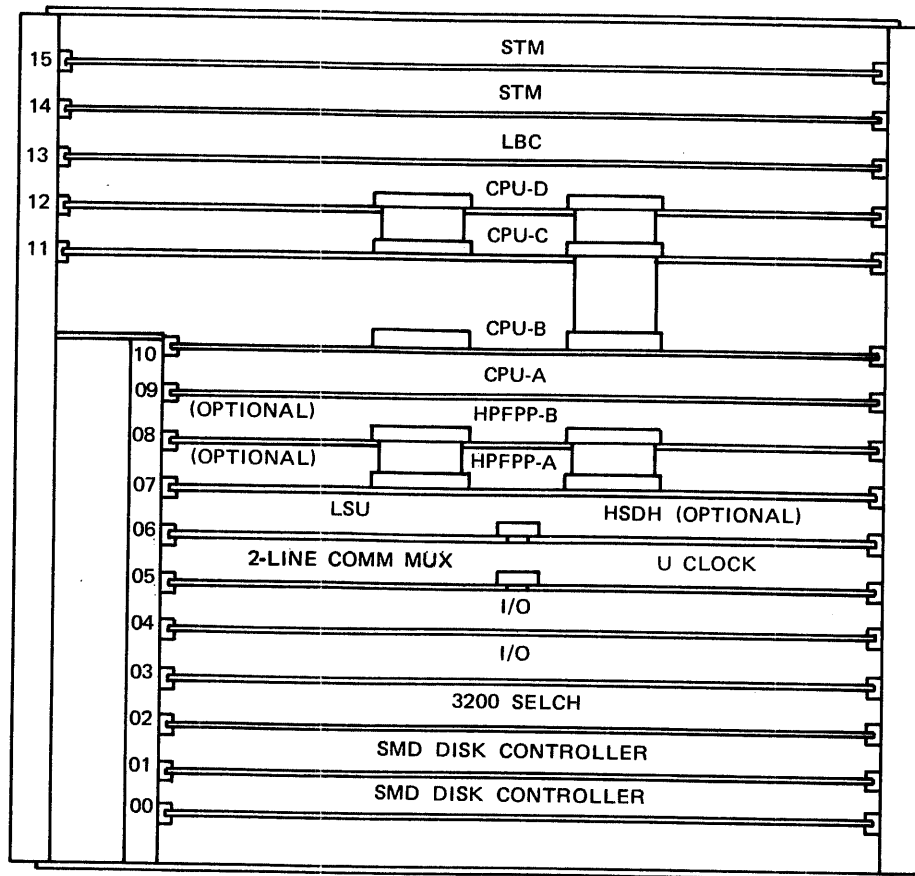 15 STM
14 STM
13 LBC
12 CPU-D
11 CPU-C
10 CPU-B
09 CPU-A
(OPTIONAL) HPFPP-B
08
(OPTIONAL) HPFPP-A
07
LSU HSDH (OPTIONAL)
06
2-LINE COMM MUX U CLOCK
05
I/O
04
I/O
03
3200 SELCH
02
SMD DISK CONTROLLER
01
SMD DISK CONTROLLER
00